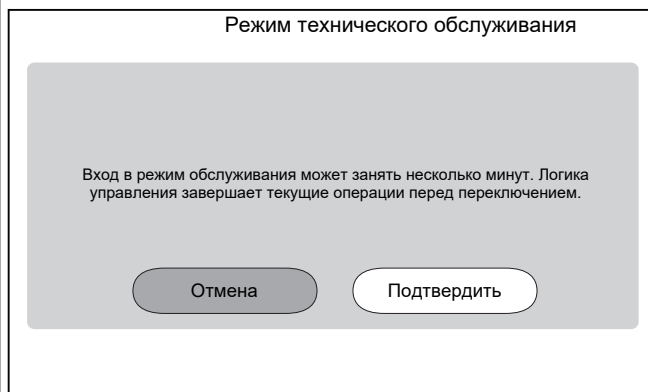 Режим технического обслуживания
Вход в режим обслуживания может занять несколько минут. Логика
управления завершает текущие операции перед переключением.
Отмена
Подтвердить